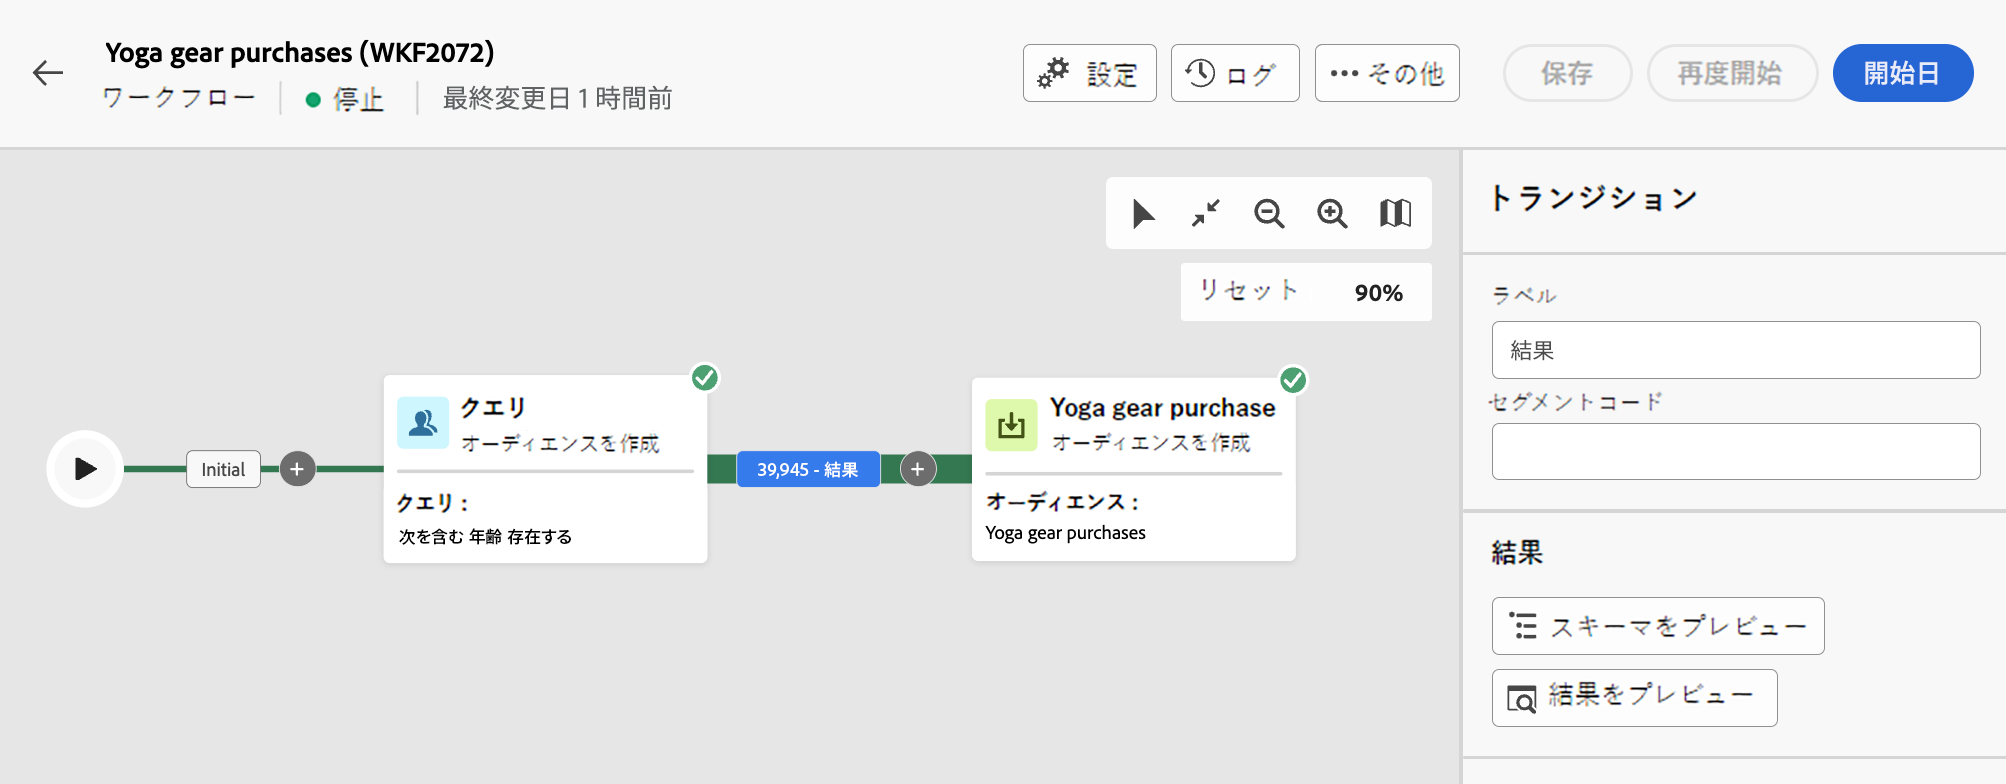 Yoga gear purchases (WKF2072)
ワークフロー
停止
最終変更日 1 時間前
設定
ログ
その他
保存
再度開始
開始日
リセット
90%
Initial
クエリ
オーディエンスを作成
クエリ：
次を含む 年齢 存在する
39,945 - 結果
Yoga gear purchase
オーディエンスを作成
オーディエンス：
Yoga gear purchases
トランジション
ラベル
結果
セグメントコード
結果
スキーマをプレビュー
結果をプレビュー